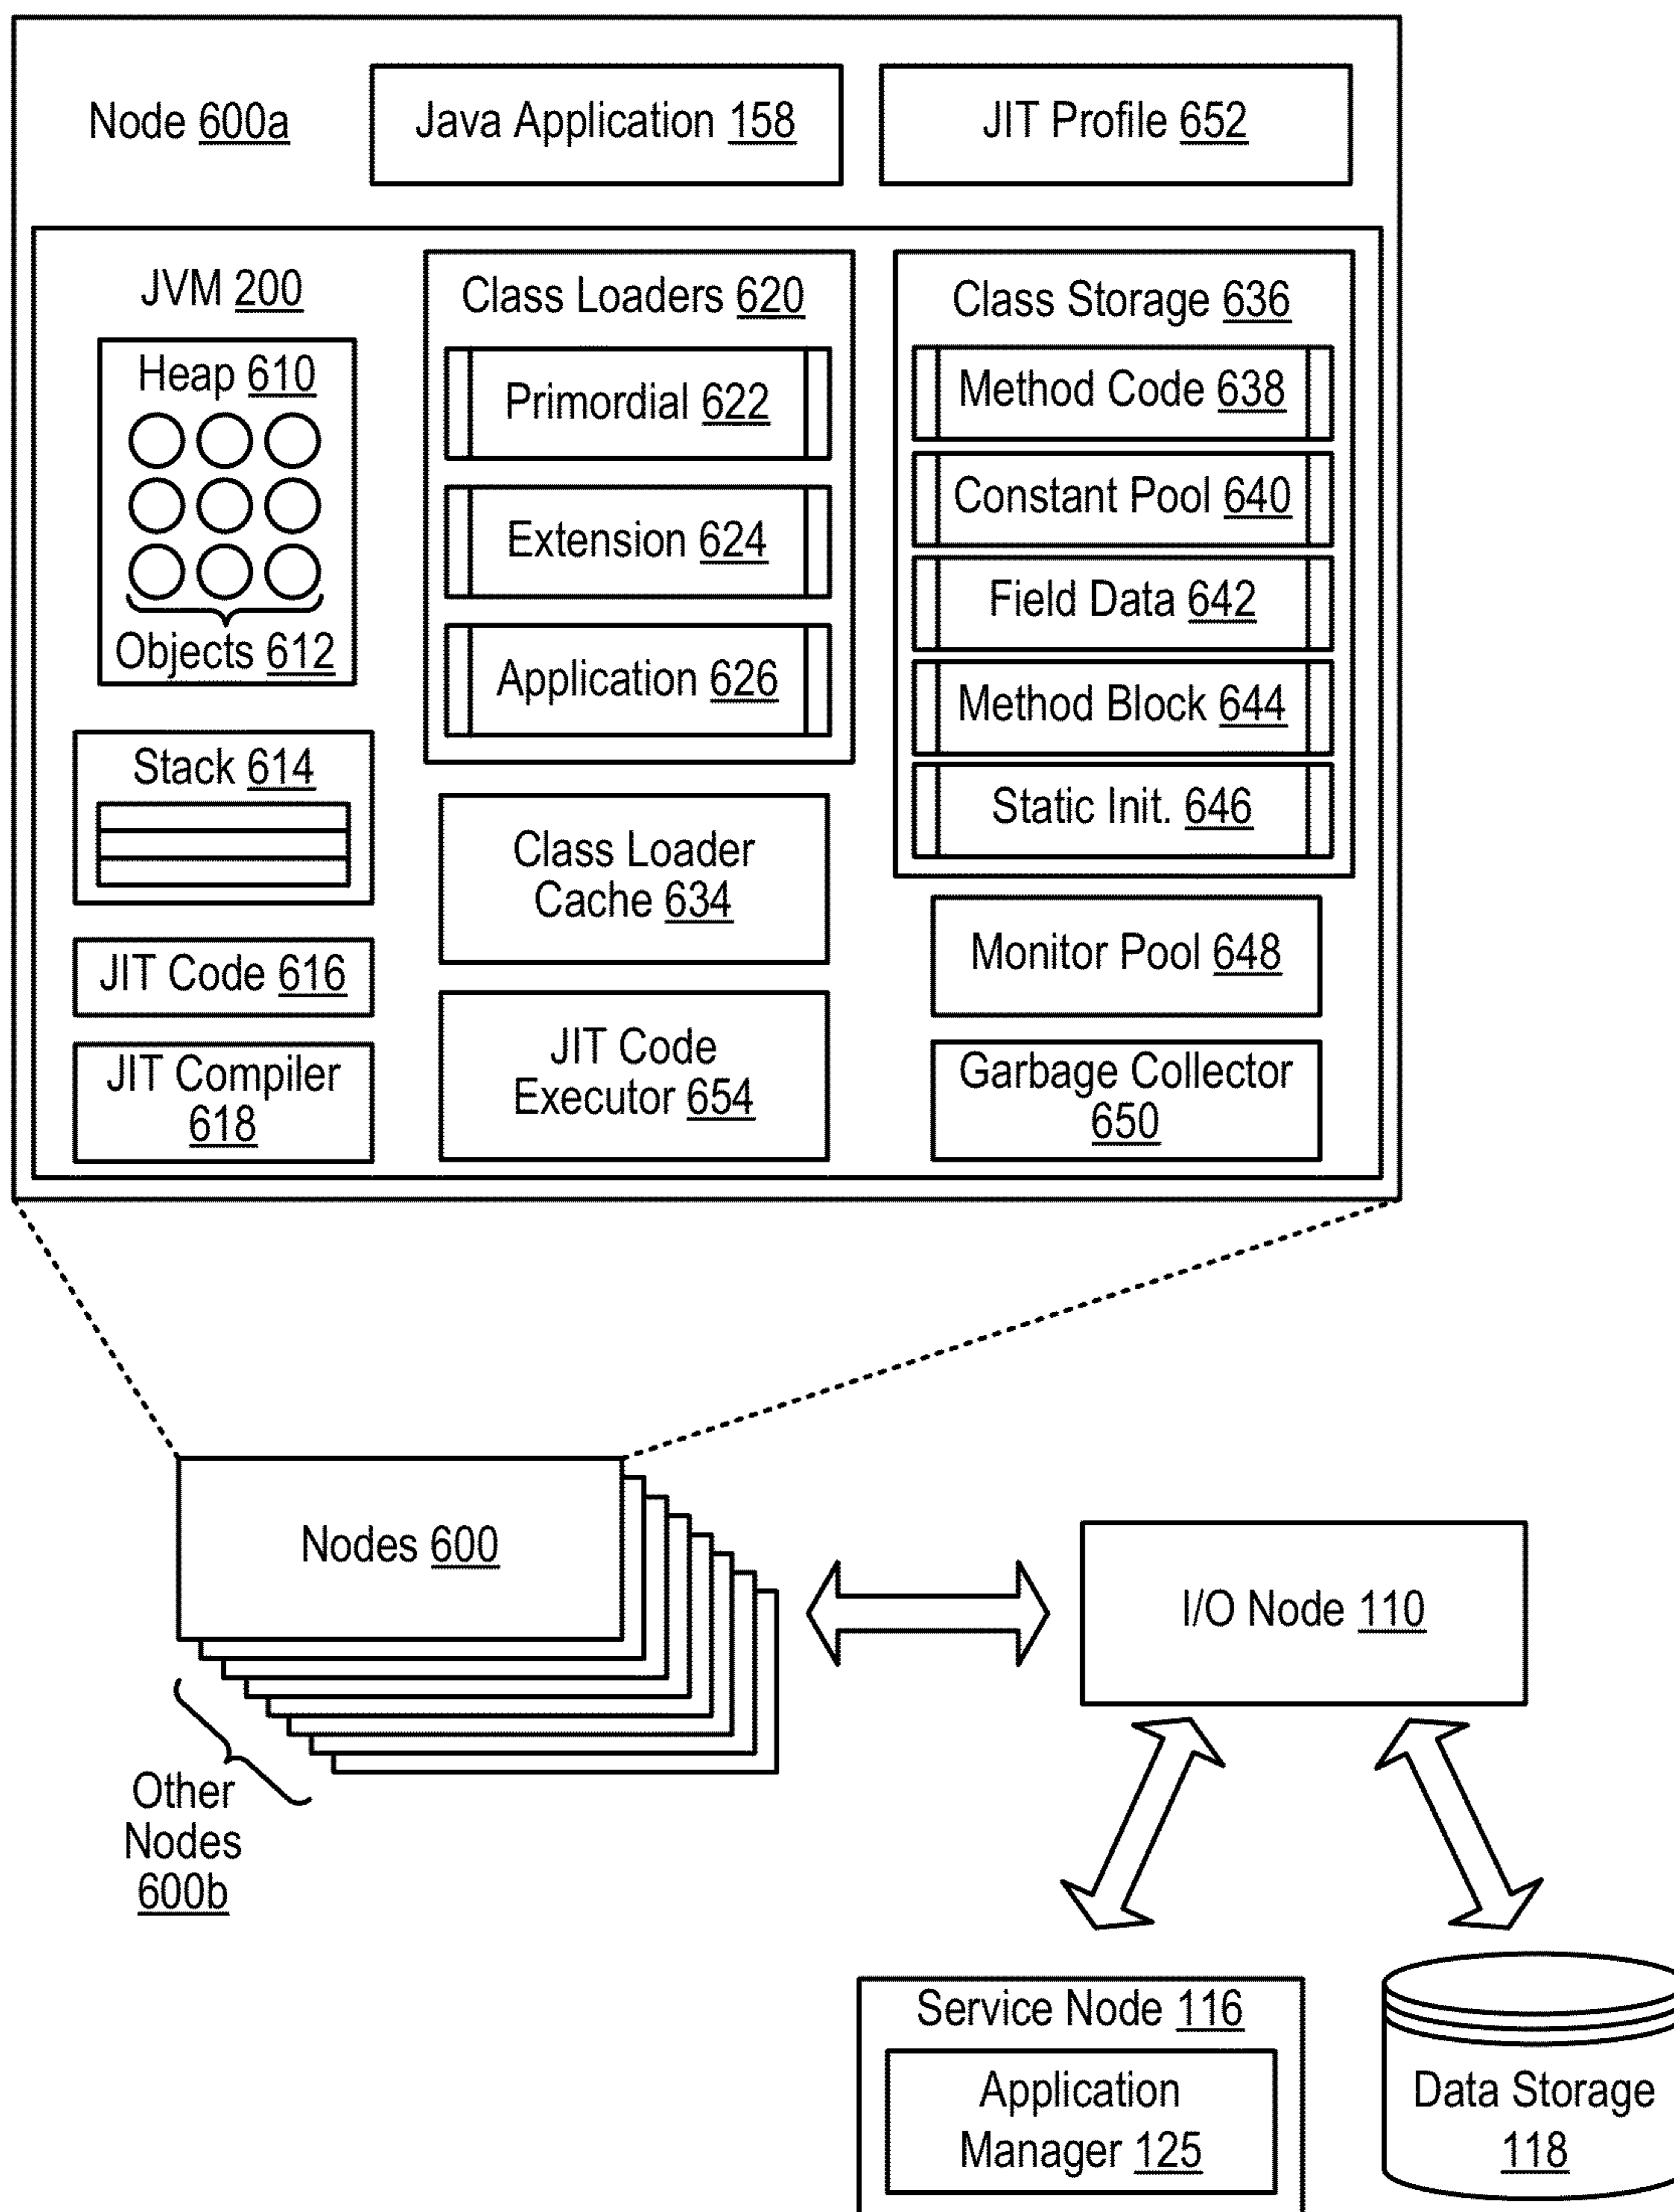 Node 600a
Java Application 158
JIT Profile 652
JVM 200
Heap 610
Objects 612
Stack 614
JIT Code 616
JIT Compiler
618
Class Loaders 620
Primordial 622
Extension 624
Application 626
Class Loader
Cache 634
JIT Code
Executor 654
Class Storage 636
Method Code 638
Constant Pool 640
Field Data 642
Method Block 644
Static Init. 646
Monitor Pool 648
Garbage Collector
650
Nodes 600
Other
Nodes
600b
I/O Node 110
Service Node 116
Application
Manager 125
Data Storage
118